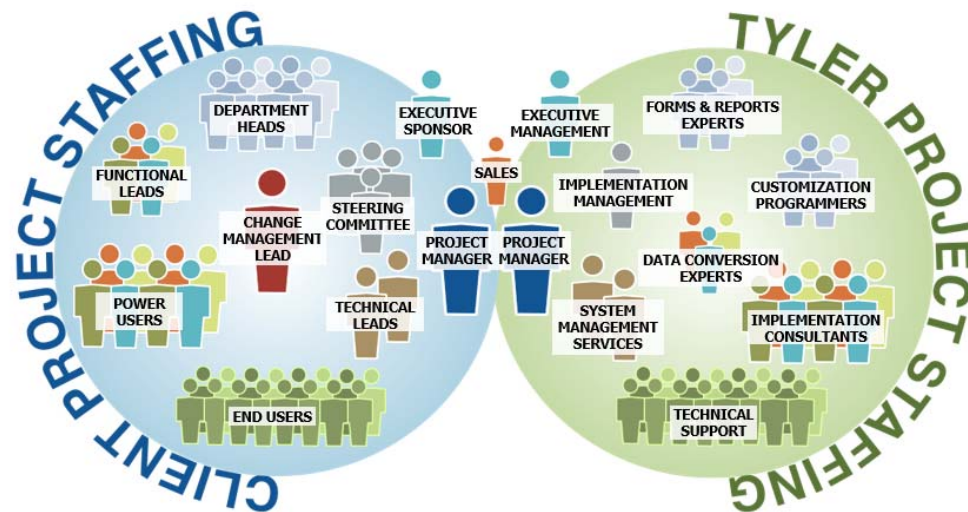 CLIENT PROJECT STAFFING
TYLER PROJECT STAFFING
DEPARTMENT
HEADS
EXECUTIVE
SPONSOR
FUNCTIONAL
LEADS
CHANGE
MANAGEMENT
LEAD
STEERING
COMMITTEE
SALES
PROJECT
MANAGER
POWER
USERS
TECHNICAL
LEADS
END USERS
EXECUTIVE
MANAGEMENT
FORMS & REPORTS
EXPERTS
IMPLEMENTATION
MANAGEMENT
CUSTOMIZATION
PROGRAMMERS
PROJECT
MANAGER
DATA CONVERSION
EXPERTS
SYSTEM
MANAGEMENT
SERVICES
IMPLEMENTATION
CONSULTANTS
TECHNICAL
SUPPORT